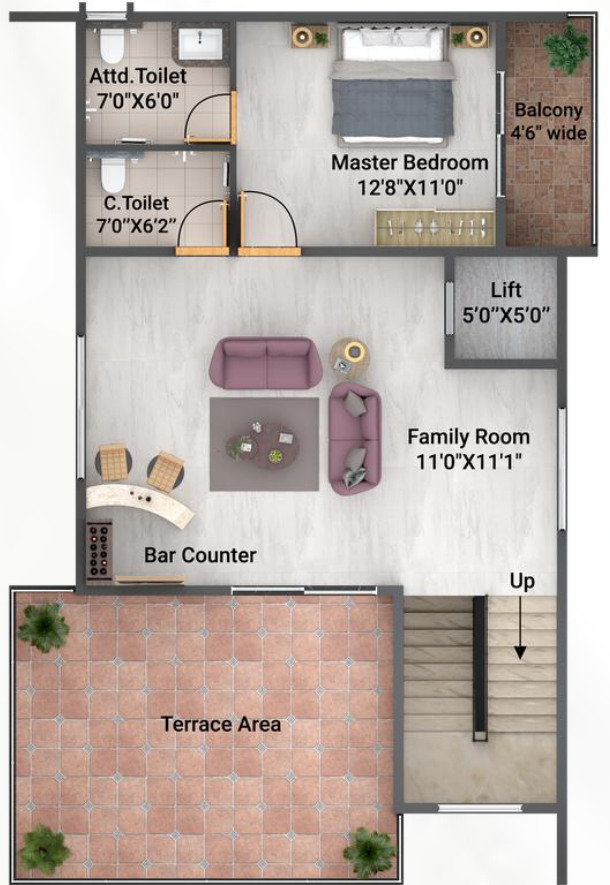 Attd.Toilet
7'0"X6'0"
Master Bedroom
12'8"X11'0"
Balcony
4'6" wide
C.Toilet
7'0"X6'2"
Lift
5'0"X5'0"
Family Room
11'0"X11'1"
Bar Counter
Up
Terrace Area